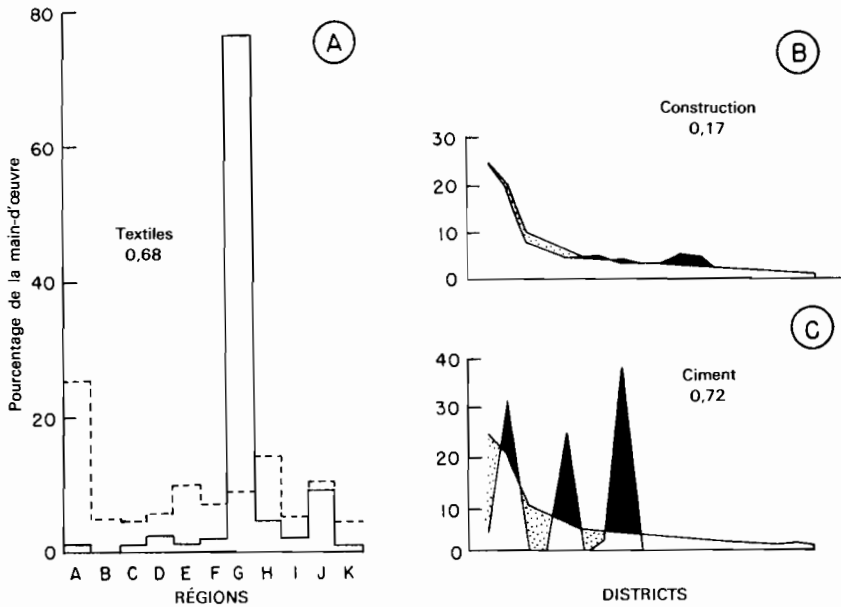 80
60
40
20
0
Pourcentage de la main-d'œuvre
A
Textiles
0,68
A B C D E F G H I J K
RÉGIONS
B
Construction
0,17
30
20
10
0
C
Ciment
0,72
40
30
20
10
0
DISTRICTS